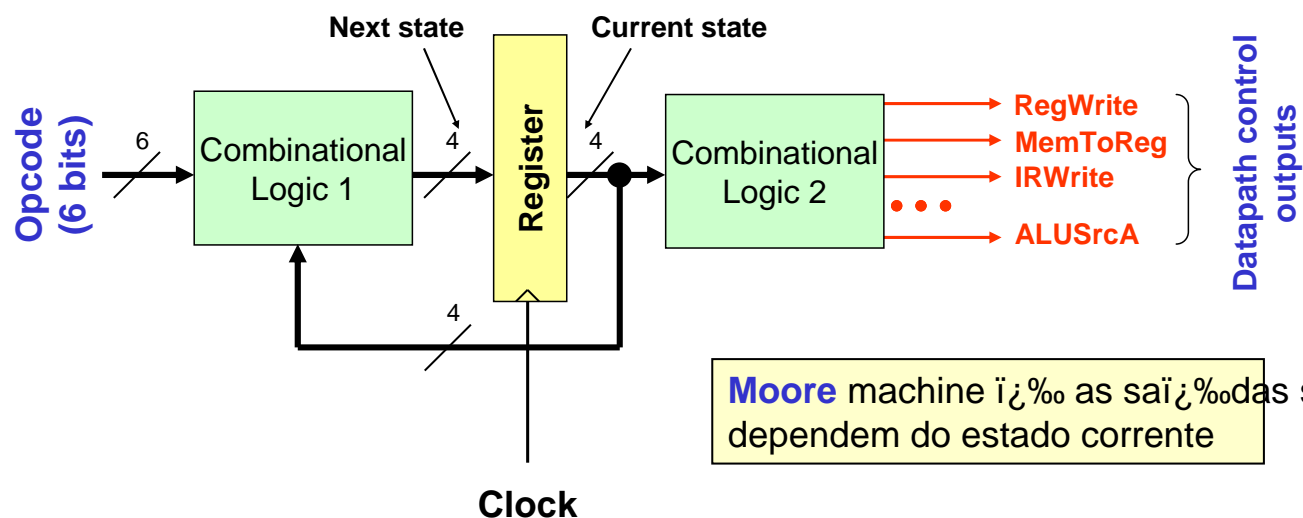 Next state
Current state
Opcode
(6 bits)
6
Combinational
Logic 1
4
Register
4
Combinational
Logic 2
RegWrite
MemToReg
IRWrite
• • •
ALUSrcA
Datapath control
outputs
4
Clock
Moore machine ï¿‰ as saï¿‰das s
dependem do estado corrente